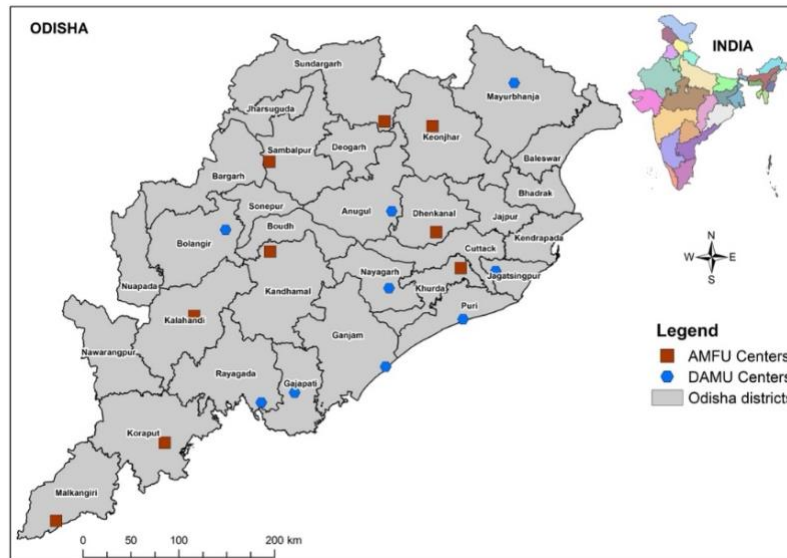 ODISHA
INDIA
Sundargarh
Mayurbhanja
Jharsuguda
Keonjhar
Sambalpur
Deogarh
Baleswar
Bargarh
Bhadrak
Sonepur
Anugul
Dhenkanal
Jajpur
Boudh
Kendrapada
Bolangir
Cuttack
Nuapada
Nayagarh
Jagatsingpur
Khurda
Kandhamal
Puri
Kalahandi
Ganjam
Nawarangpur
Rayagada
Gajapati
Koraput
Malkangiri
N
W E
S
Legend
AMFU Centers
DAMU Centers
Odisha districts
0 25 50 100 150 200 km